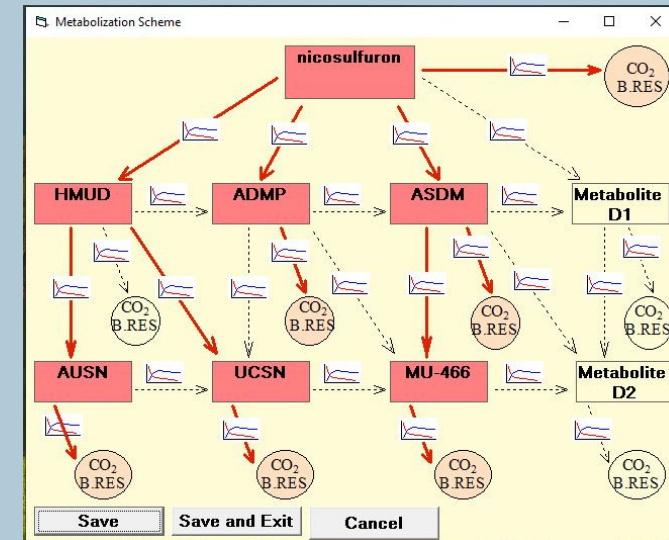 Metabolization Scheme
nicosulfuron
CO2
B.RES
HMUD
ADMP
ASDM
Metabolite
D1
CO2
B.RES
CO2
B.RES
CO2
B.RES
CO2
B.RES
AUSN
UCSN
MU-466
Metabolite
D2
CO2
B.RES
CO2
B.RES
CO2
B.RES
CO2
B.RES
Save
Save and Exit
Cancel